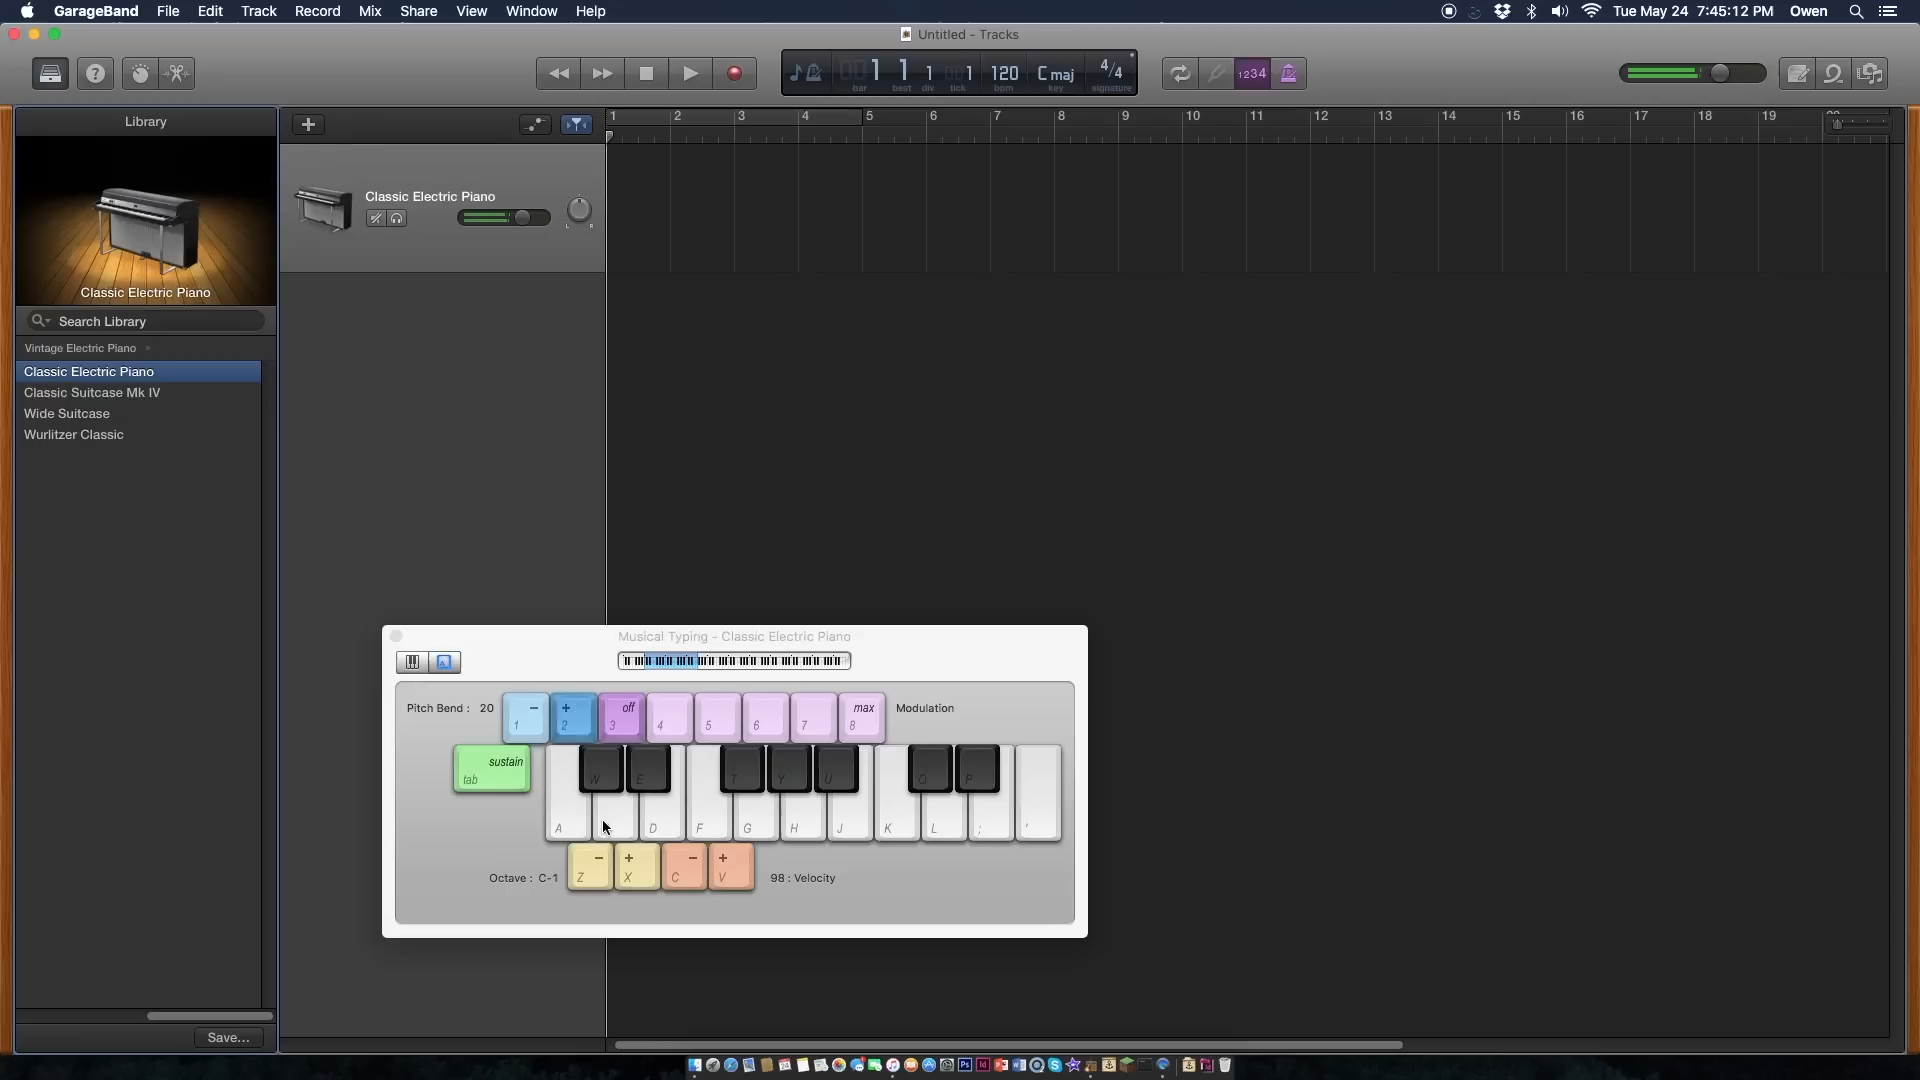 GarageBand File Edit Track Record Mix Share View Window Help
Tue May 24 7:45:12 PM Owen
Untitled - Tracks
1 1 1 1 120 C maj 4/4
bar beat div tick bpm key signature
1234
Library
1 2 3 4 5 6 7 8 9 10 11 12 13 14 15 16 17 18 19
Classic Electric Piano
L R
Classic Electric Piano
Search Library
Vintage Electric Piano
Classic Electric Piano
Classic Suitcase Mk IV
Wide Suitcase
Wurlitzer Classic
Save...
Musical Typing - Classic Electric Piano
Pitch Bend : 20
− + off max
1 2 3 4 5 6 7 8
Modulation
sustain
tab
W E T Y U O P
A D F G H J K L ; '
Octave : C-1
− + − +
Z X C V
98 : Velocity